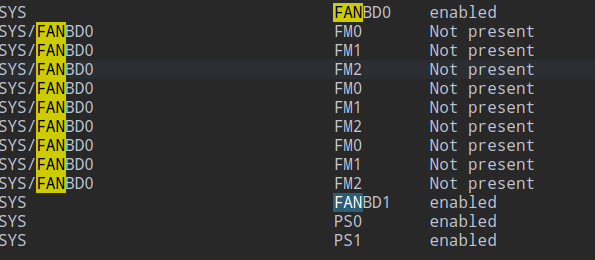 SYS FANBD0 enabled
SYS/FANBD0 FM0 Not present
SYS/FANBD0 FM1 Not present
SYS/FANBD0 FM2 Not present
SYS/FANBD0 FM0 Not present
SYS/FANBD0 FM1 Not present
SYS/FANBD0 FM2 Not present
SYS/FANBD0 FM0 Not present
SYS/FANBD0 FM1 Not present
SYS/FANBD0 FM2 Not present
SYS FANBD1 enabled
SYS PS0 enabled
SYS PS1 enabled